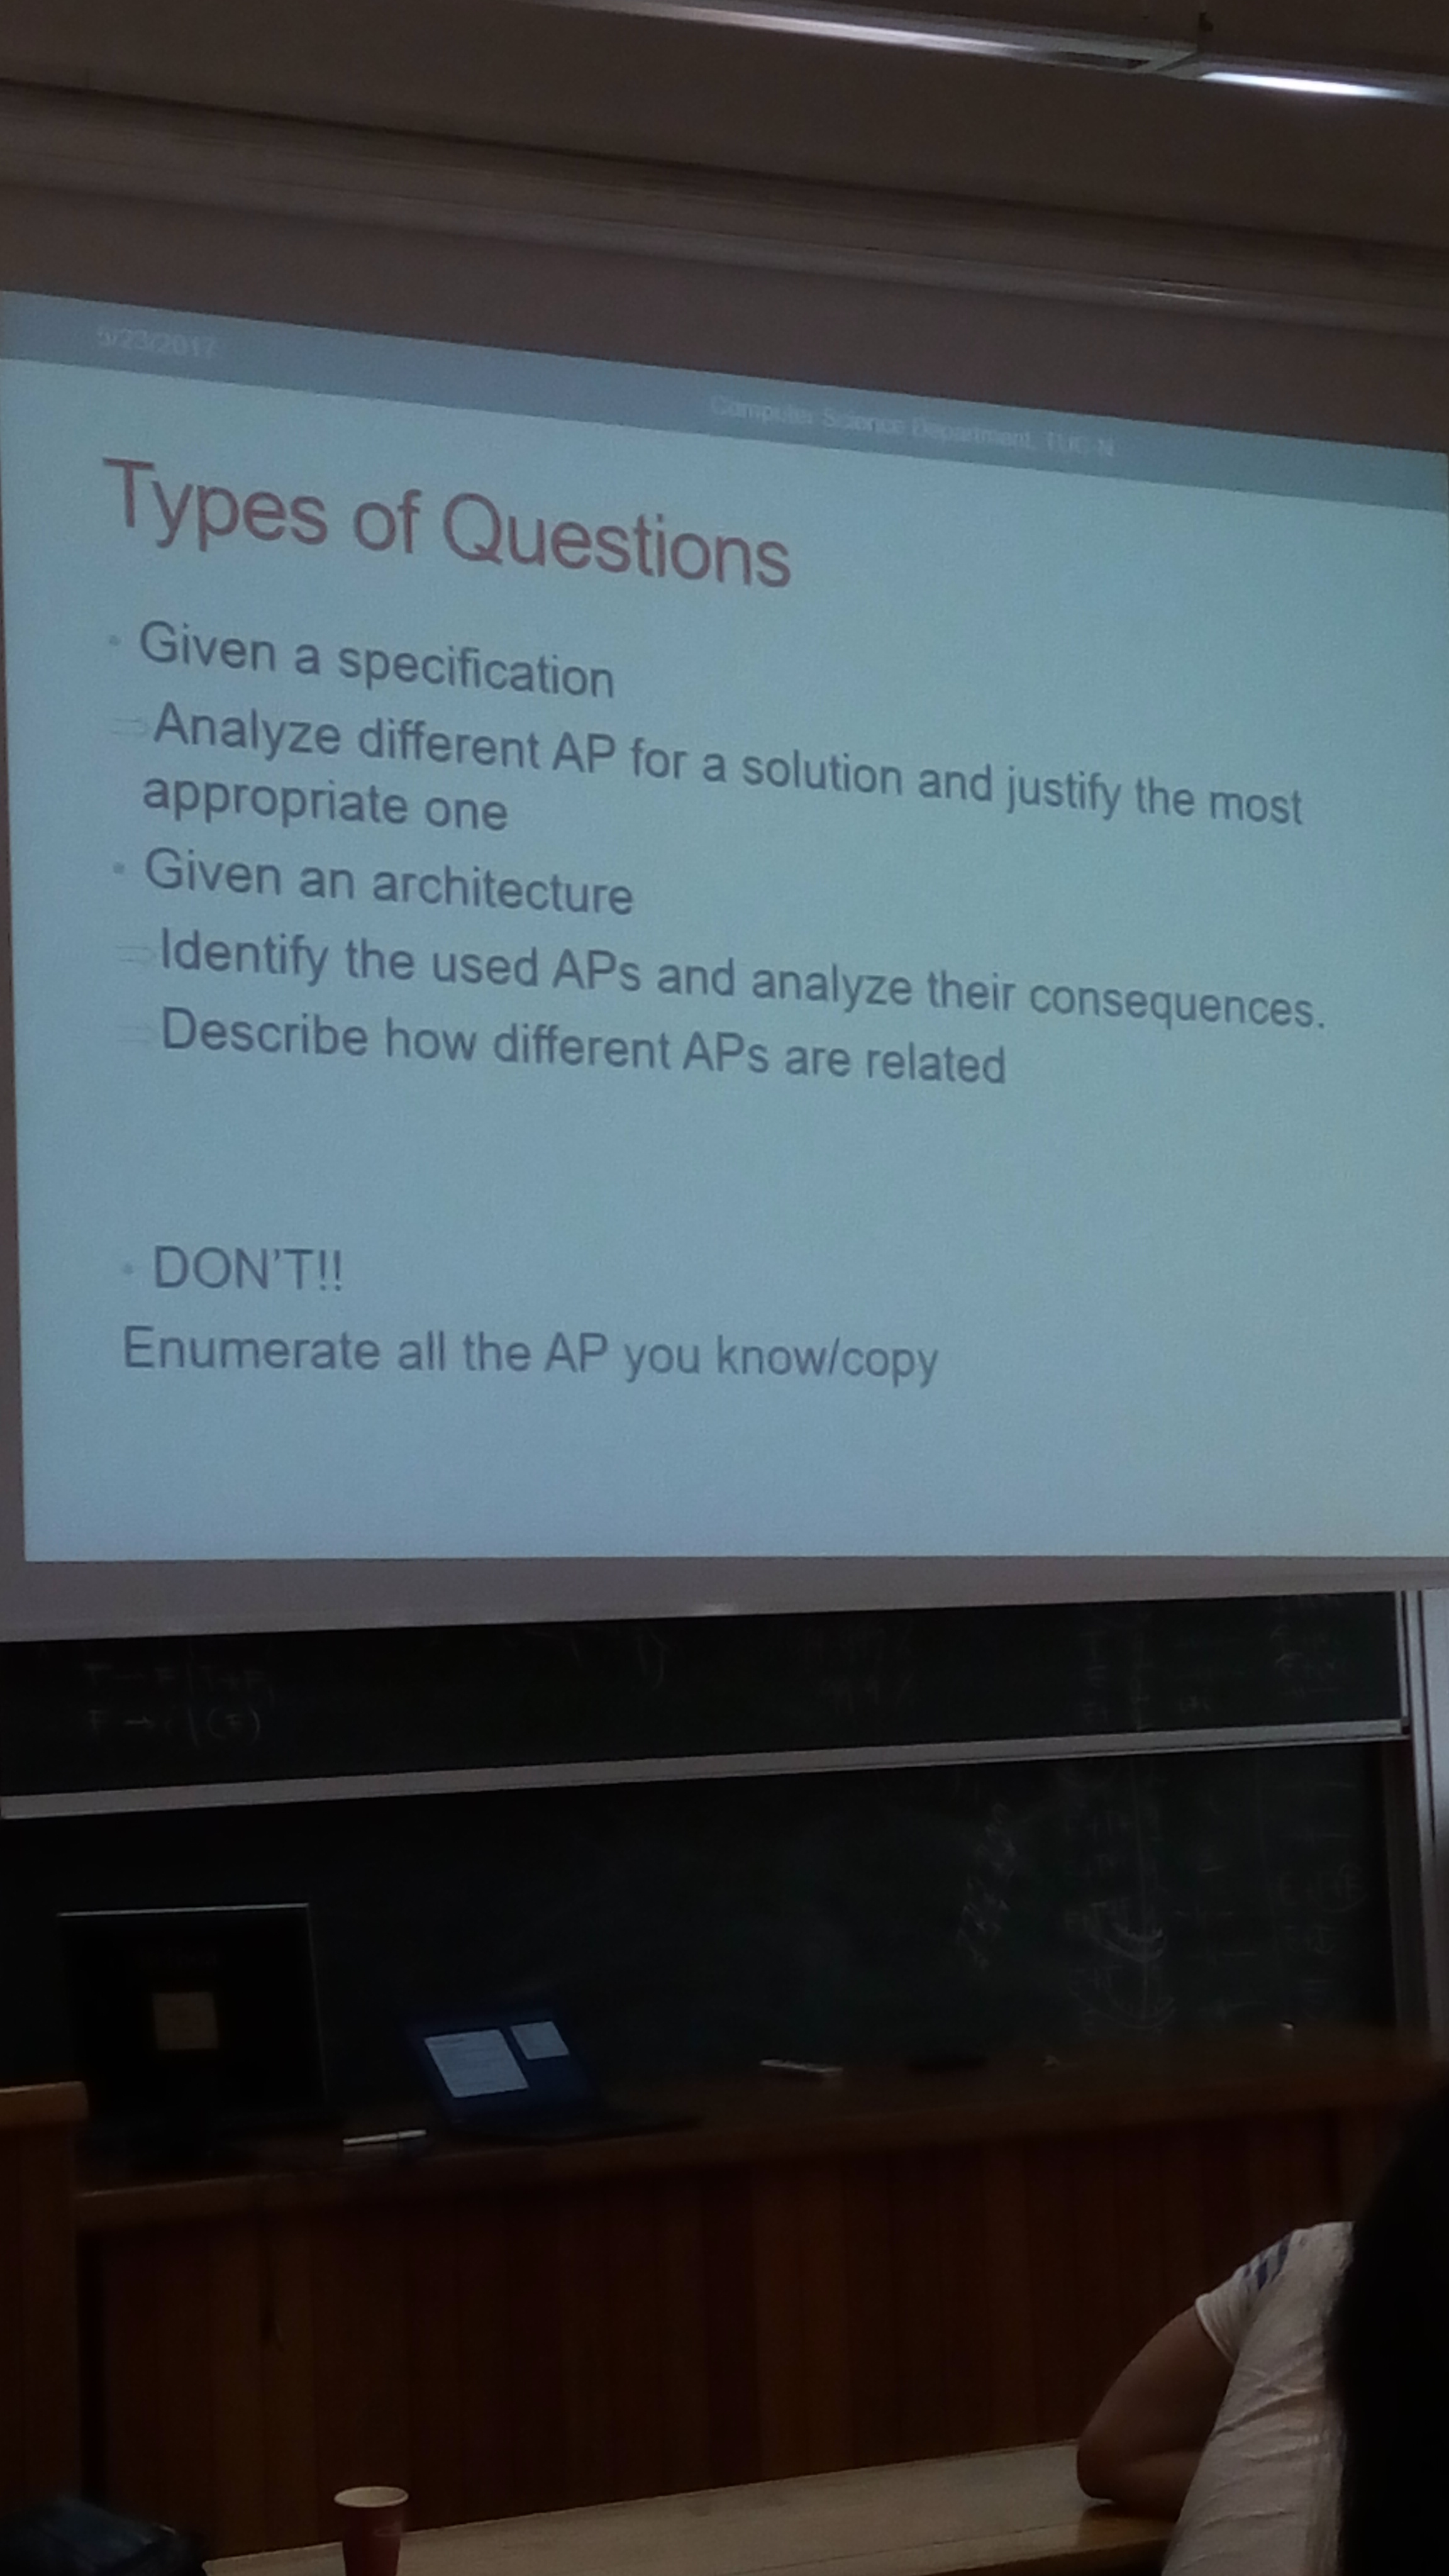 5/23/2017
Computer Science Department, TUC-N
Types of Questions
• Given a specification
⇒ Analyze different AP for a solution and justify the most
appropriate one
• Given an architecture
⇒ Identify the used APs and analyze their consequences.
⇒ Describe how different APs are related
• DON'T!!
Enumerate all the AP you know/copy